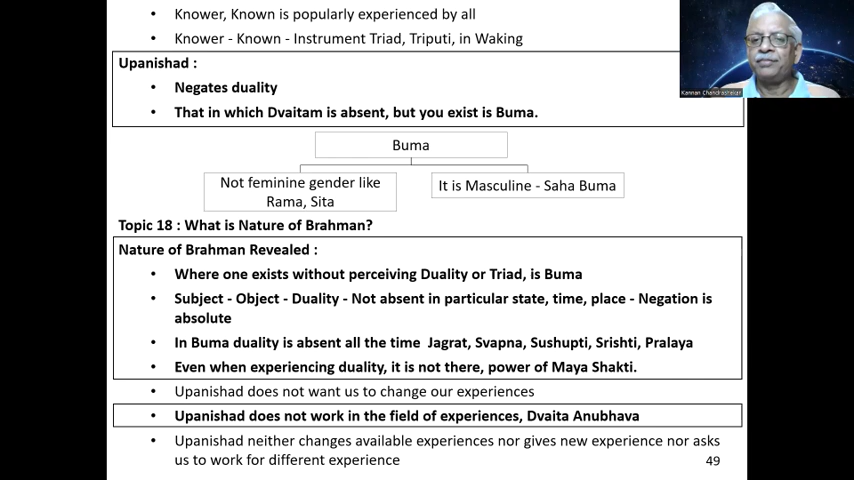 • Knower, Known is popularly experienced by all
• Knower - Known - Instrument Triad, Triputi, in Waking
Upanishad :
• Negates duality
• That in which Dvaitam is absent, but you exist is Buma.
Buma
Not feminine gender like
Rama, Sita
It is Masculine - Saha Buma
Topic 18 : What is Nature of Brahman?
Nature of Brahman Revealed :
• Where one exists without perceiving Duality or Triad, is Buma
• Subject - Object - Duality - Not absent in particular state, time, place - Negation is
absolute
• In Buma duality is absent all the time Jagrat, Svapna, Sushupti, Srishti, Pralaya
• Even when experiencing duality, it is not there, power of Maya Shakti.
• Upanishad does not want us to change our experiences
• Upanishad does not work in the field of experiences, Dvaita Anubhava
• Upanishad neither changes available experiences nor gives new experience nor asks
us to work for different experience
49
Kannan Chandrasekran